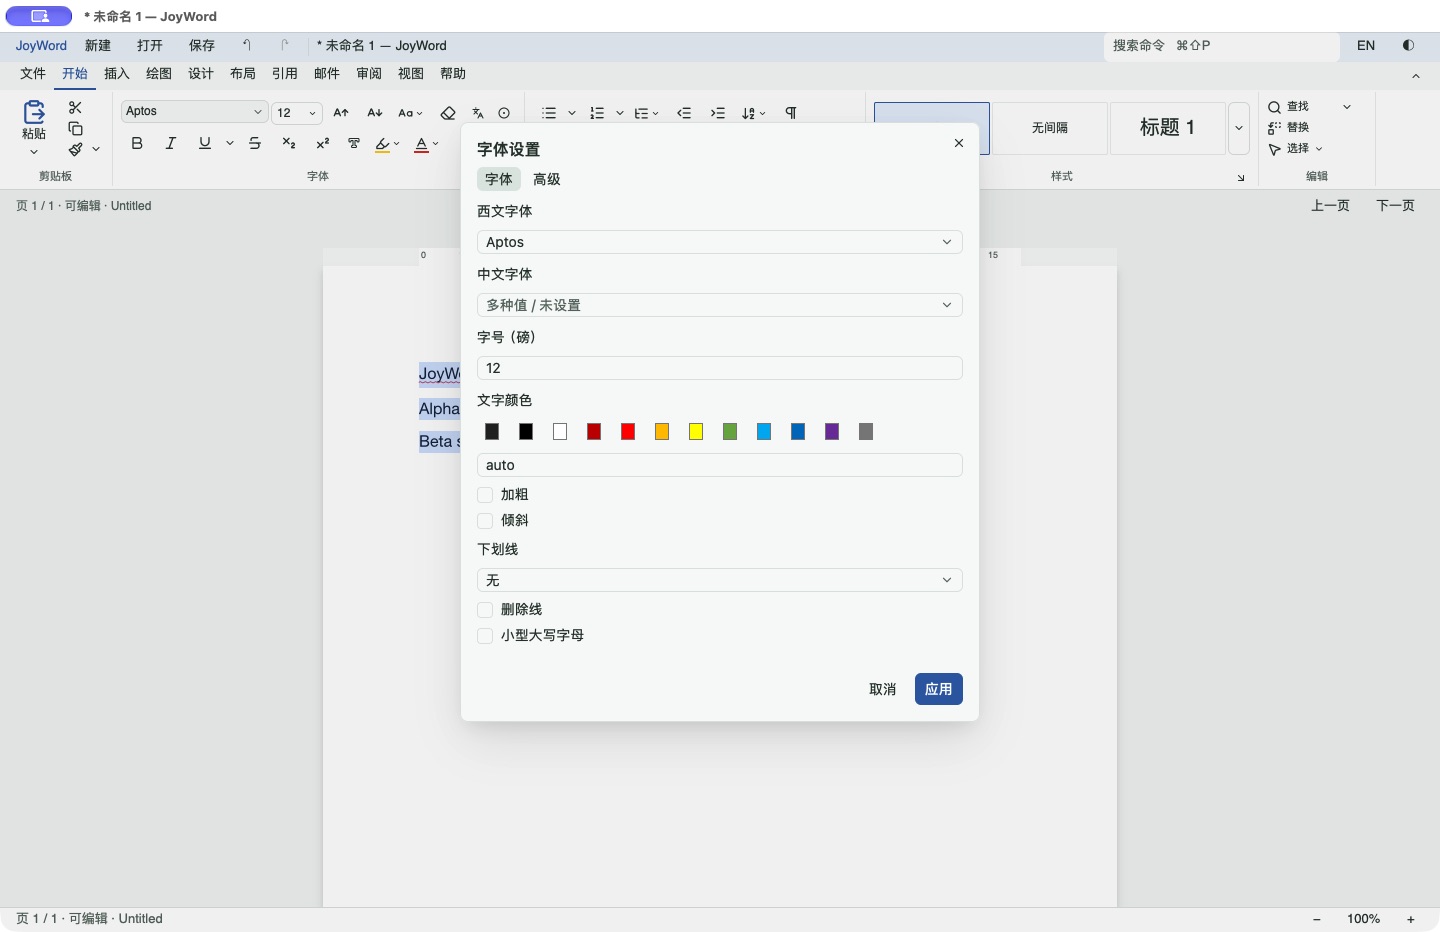 * 未命名 1 — JoyWord
JoyWord 新建 打开 保存 * 未命名 1 — JoyWord 搜索命令 ⌘⇧P EN
文件 开始 插入 绘图 设计 布局 引用 邮件 审阅 视图 帮助
粘贴
剪贴板
Aptos 12
字体
无间隔 标题 1
样式
查找
替换
选择
编辑
页 1 / 1 · 可编辑 · Untitled 上一页 下一页
0 15
Alpha
字体设置
字体 高级
西文字体
Aptos
中文字体
多种值 / 未设置
字号 (磅)
12
文字颜色
auto
加粗
倾斜
下划线
无
删除线
小型大写字母
取消 应用
Beta
页 1 / 1 · 可编辑 · Untitled − 100% +